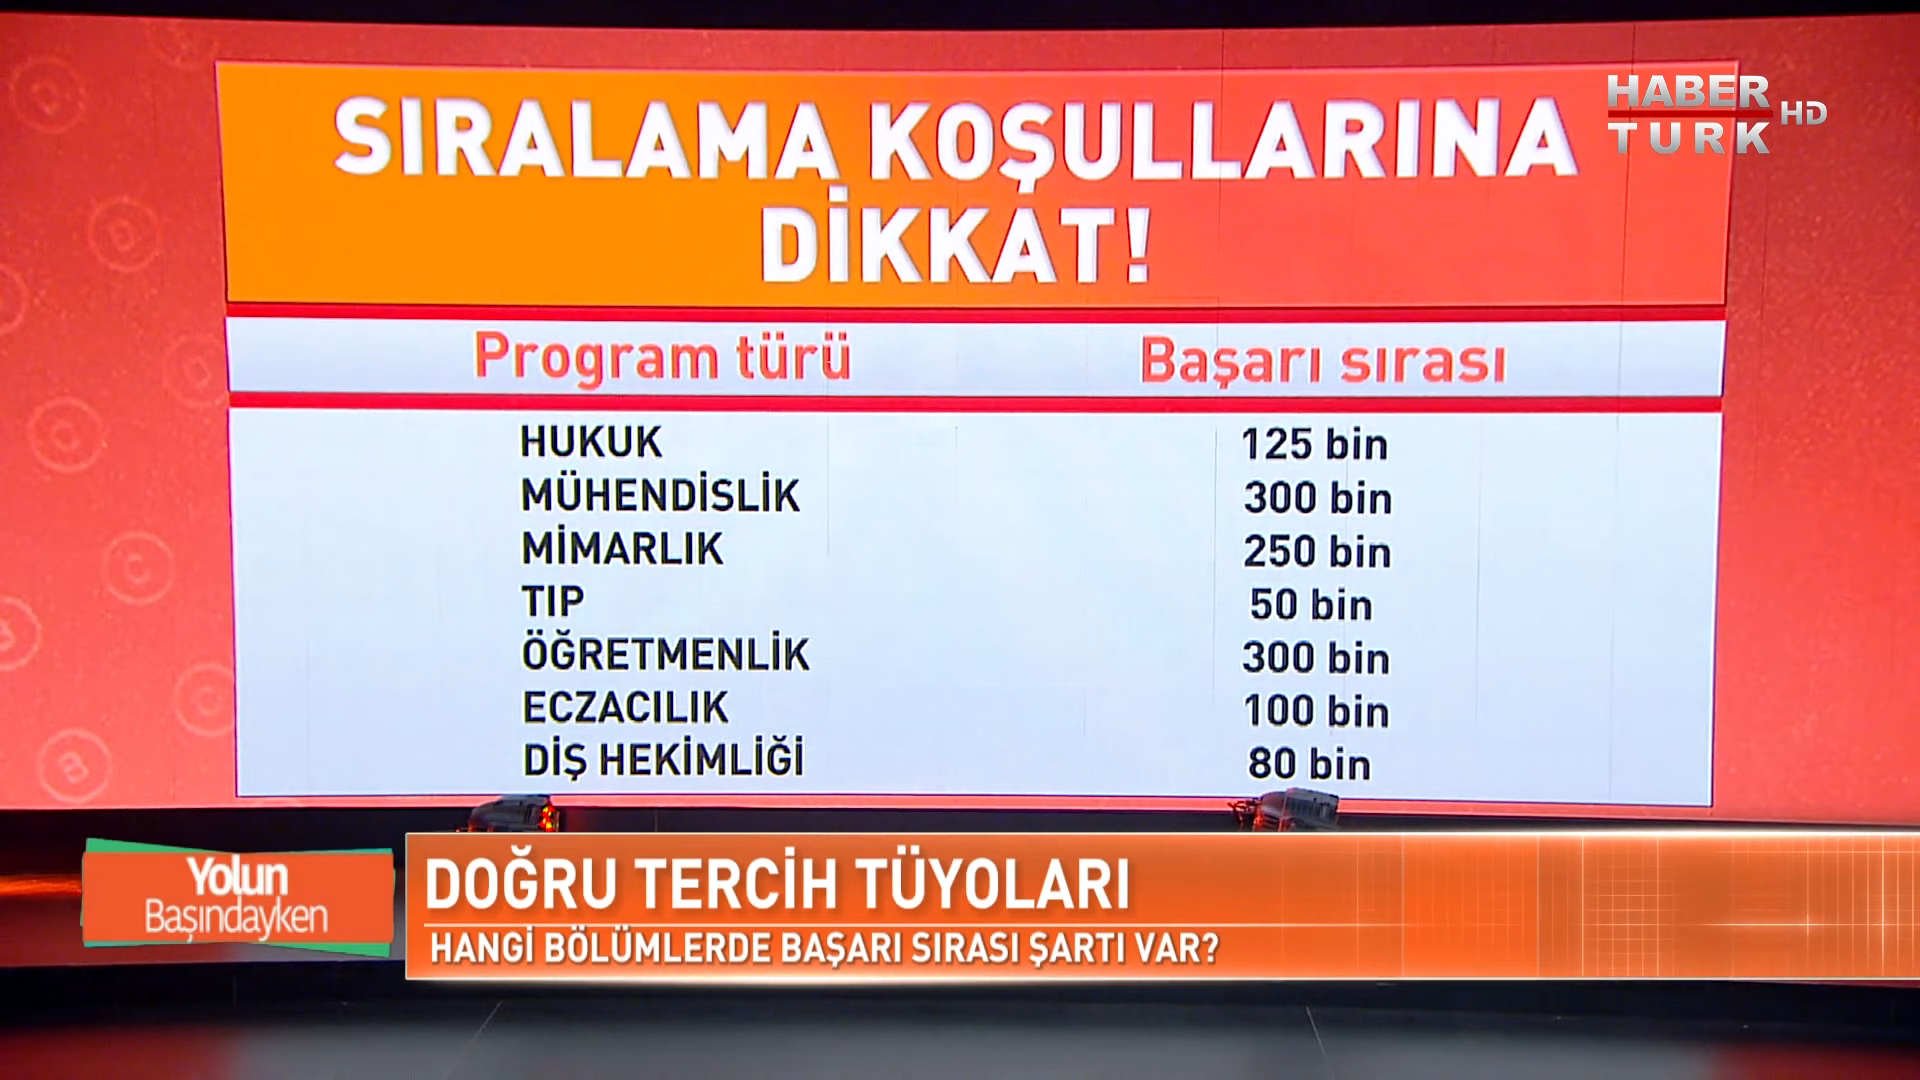 SIRALAMA KOŞULLARINA
DİKKAT!
HABER
TURK HD
Program türü Başarı sırası
HUKUK 125 bin
MÜHENDİSLİK 300 bin
MİMARLIK 250 bin
TIP 50 bin
ÖĞRETMENLİK 300 bin
ECZACILIK 100 bin
DİŞ HEKİMLİĞİ 80 bin
Yolun
Başındayken
DOĞRU TERCİH TÜYOLARI
HANGİ BÖLÜMLERDE BAŞARI SIRASI ŞARTI VAR?